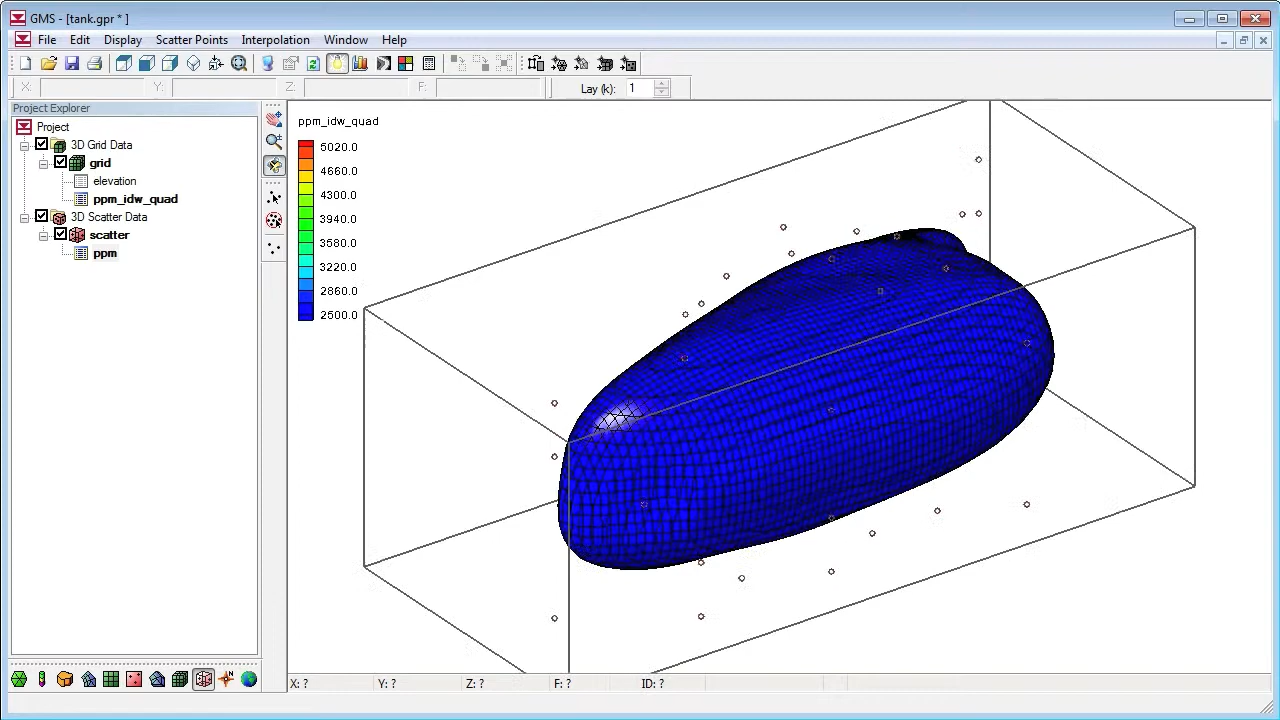 GMS - [tank.gpr * ]
File Edit Display Scatter Points Interpolation Window Help
X: Y: Z: F: Lay (k): 1
Project Explorer
Project
3D Grid Data
grid
elevation
ppm_idw_quad
3D Scatter Data
scatter
ppm
ppm_idw_quad
5020.0
4660.0
4300.0
3940.0
3580.0
3220.0
2860.0
2500.0
X: ? Y: ? Z: ? F: ? ID: ?